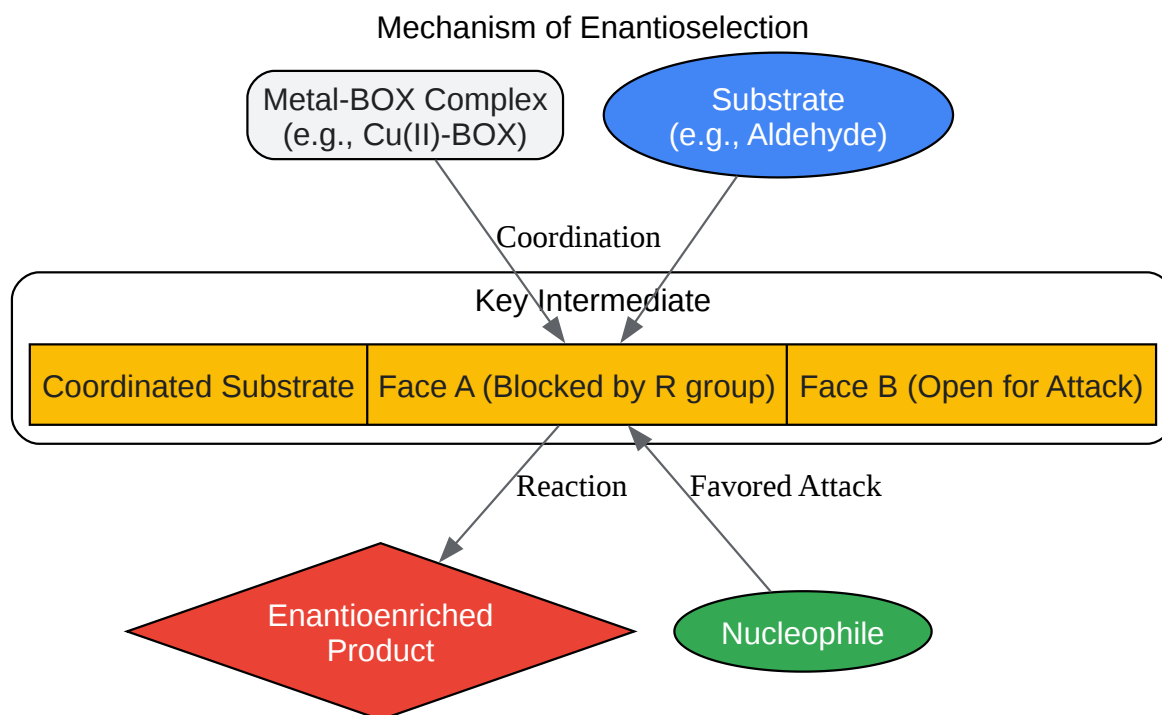 Mechanism of Enantioselection
Metal-BOX Complex
(e.g., Cu(II)-BOX)
Substrate
(e.g., Aldehyde)
Coordination
Key Intermediate
Coordinated Substrate
Face A (Blocked by R group)
Face B (Open for Attack)
Reaction
Favored Attack
Enantioenriched
Product
Nucleophile